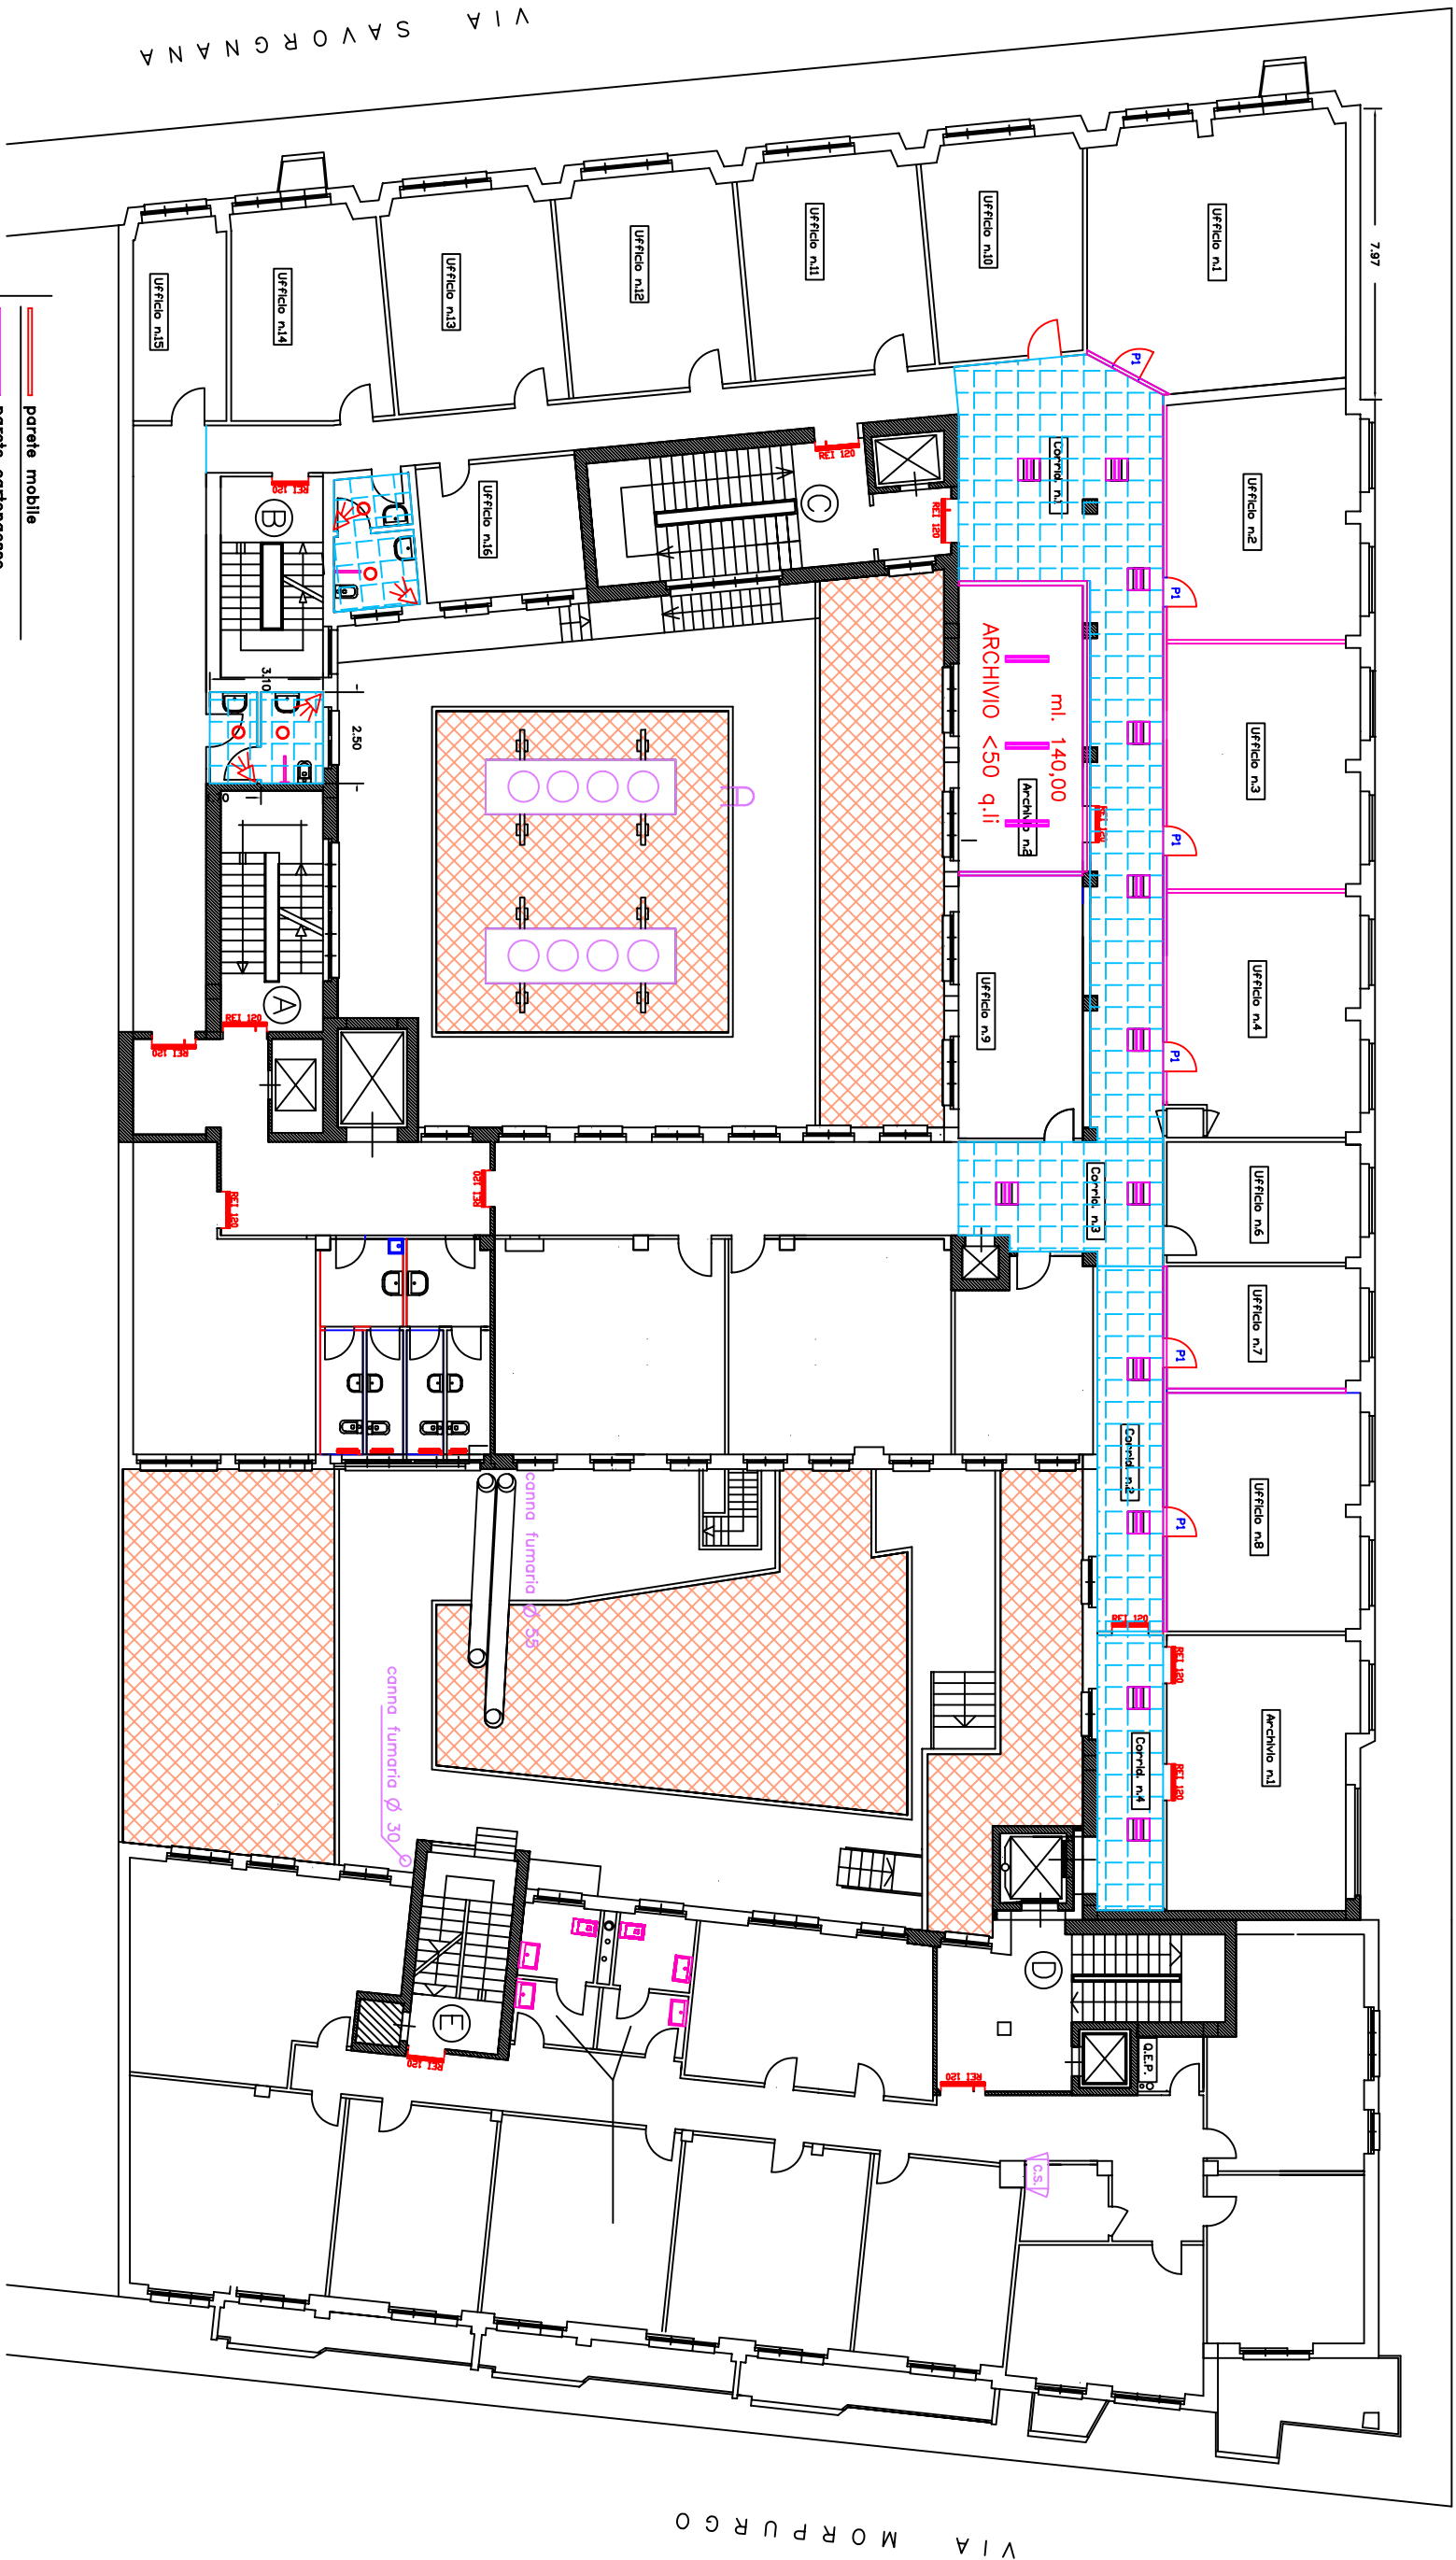 VIA SAVORGNANA
7.97
Ufficio n.1
Ufficio n.10
Ufficio n.11
Ufficio n.12
Ufficio n.13
Ufficio n.14
Ufficio n.15
P1
parete mobile
Ufficio n.2
P1
Corrid. n.1
REI 120
REI 120
C
Ufficio n.16
B
REI 120
3.10
2.50
Ufficio n.3
P1
ml. 140,00
ARCHIVIO <50 q.li
Archivio n.2
Ufficio n.4
P1
Ufficio n.9
A
REI 120
REI 120
REI 120
REI 120
Corrid. n.3
Ufficio n.6
Ufficio n.7
P1
Corrid. n.2
Ufficio n.8
P1
REI 120
REI 120
REI 120
Archivio n.1
Corrid. n.4
canna fumaria Ø 55
canna fumaria Ø 30
D
E
Q.E.P.
REI 120
REI 120
C.S.
VIA MORPURGO